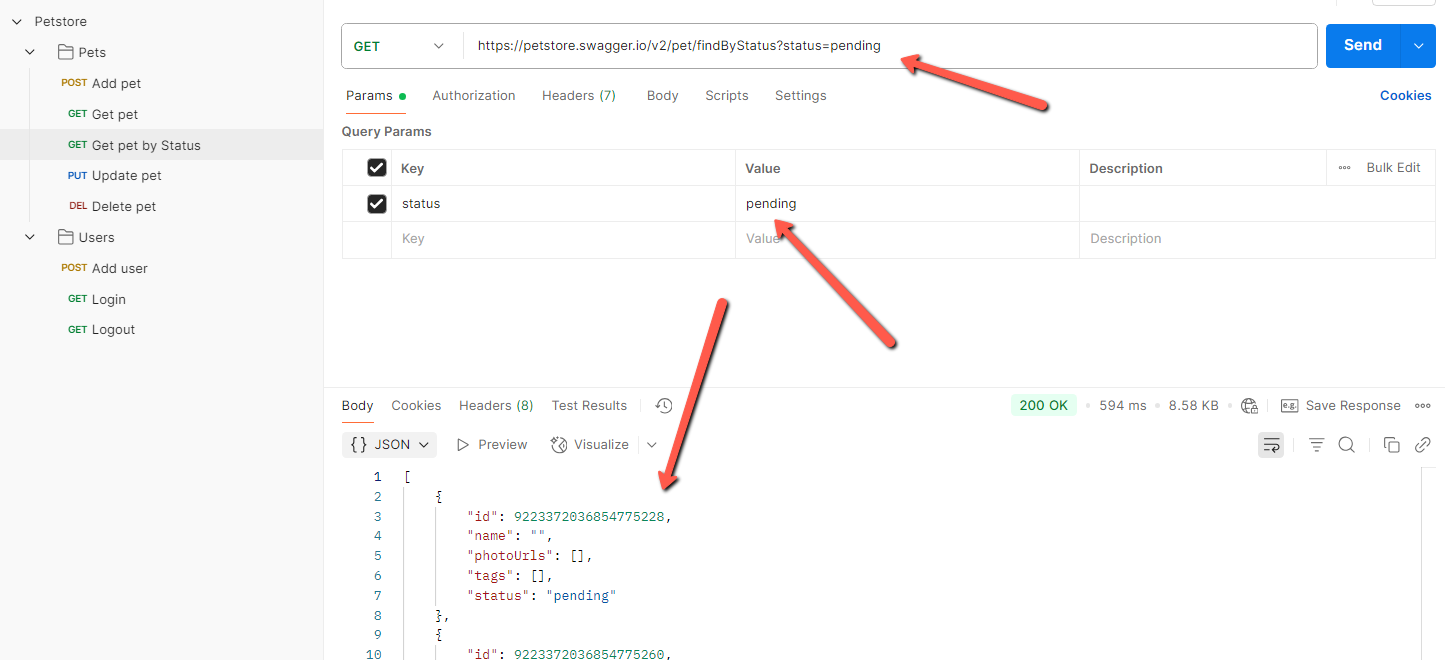 Petstore
Pets
POST Add pet
GET Get pet
GET Get pet by Status
PUT Update pet
DEL Delete pet
Users
POST Add user
GET Login
GET Logout
GET https://petstore.swagger.io/v2/pet/findByStatus?status=pending Send
Params Authorization Headers (7) Body Scripts Settings Cookies
Query Params
Key Value Description Bulk Edit
status pending
Key Value Description
Body Cookies Headers (8) Test Results 200 OK 594 ms 8.58 KB e.g. Save Response
{} JSON Preview Visualize
1 [
2 {
3 "id": 9223372036854775228,
4 "name": "",
5 "photoUrls": [],
6 "tags": [],
7 "status": "pending"
8 },
9 {
10 "id": 9223372036854775260,